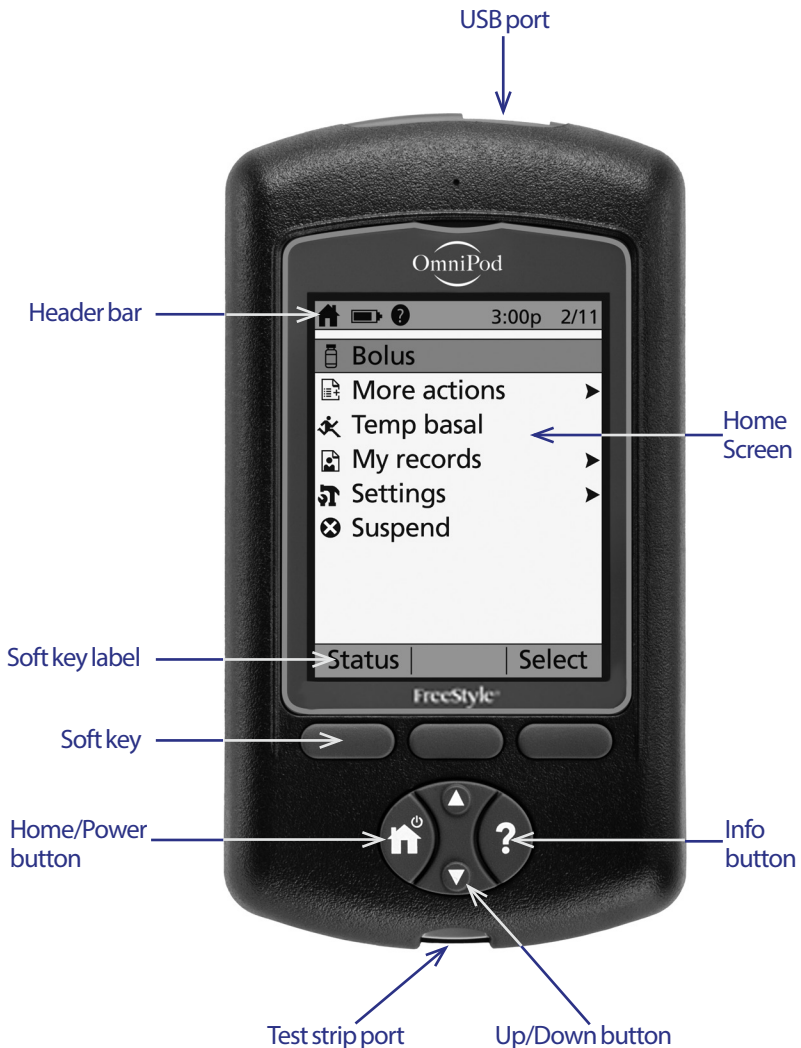 USB port
OmniPod
Header bar
? 3:00p 2/11
Bolus
More actions
Temp basal
My records
Settings
Suspend
Home
Screen
Soft key label
Status | | Select
FreeStyle®
Soft key
Home/Power
button
?
Info
button
Test strip port
Up/Down button